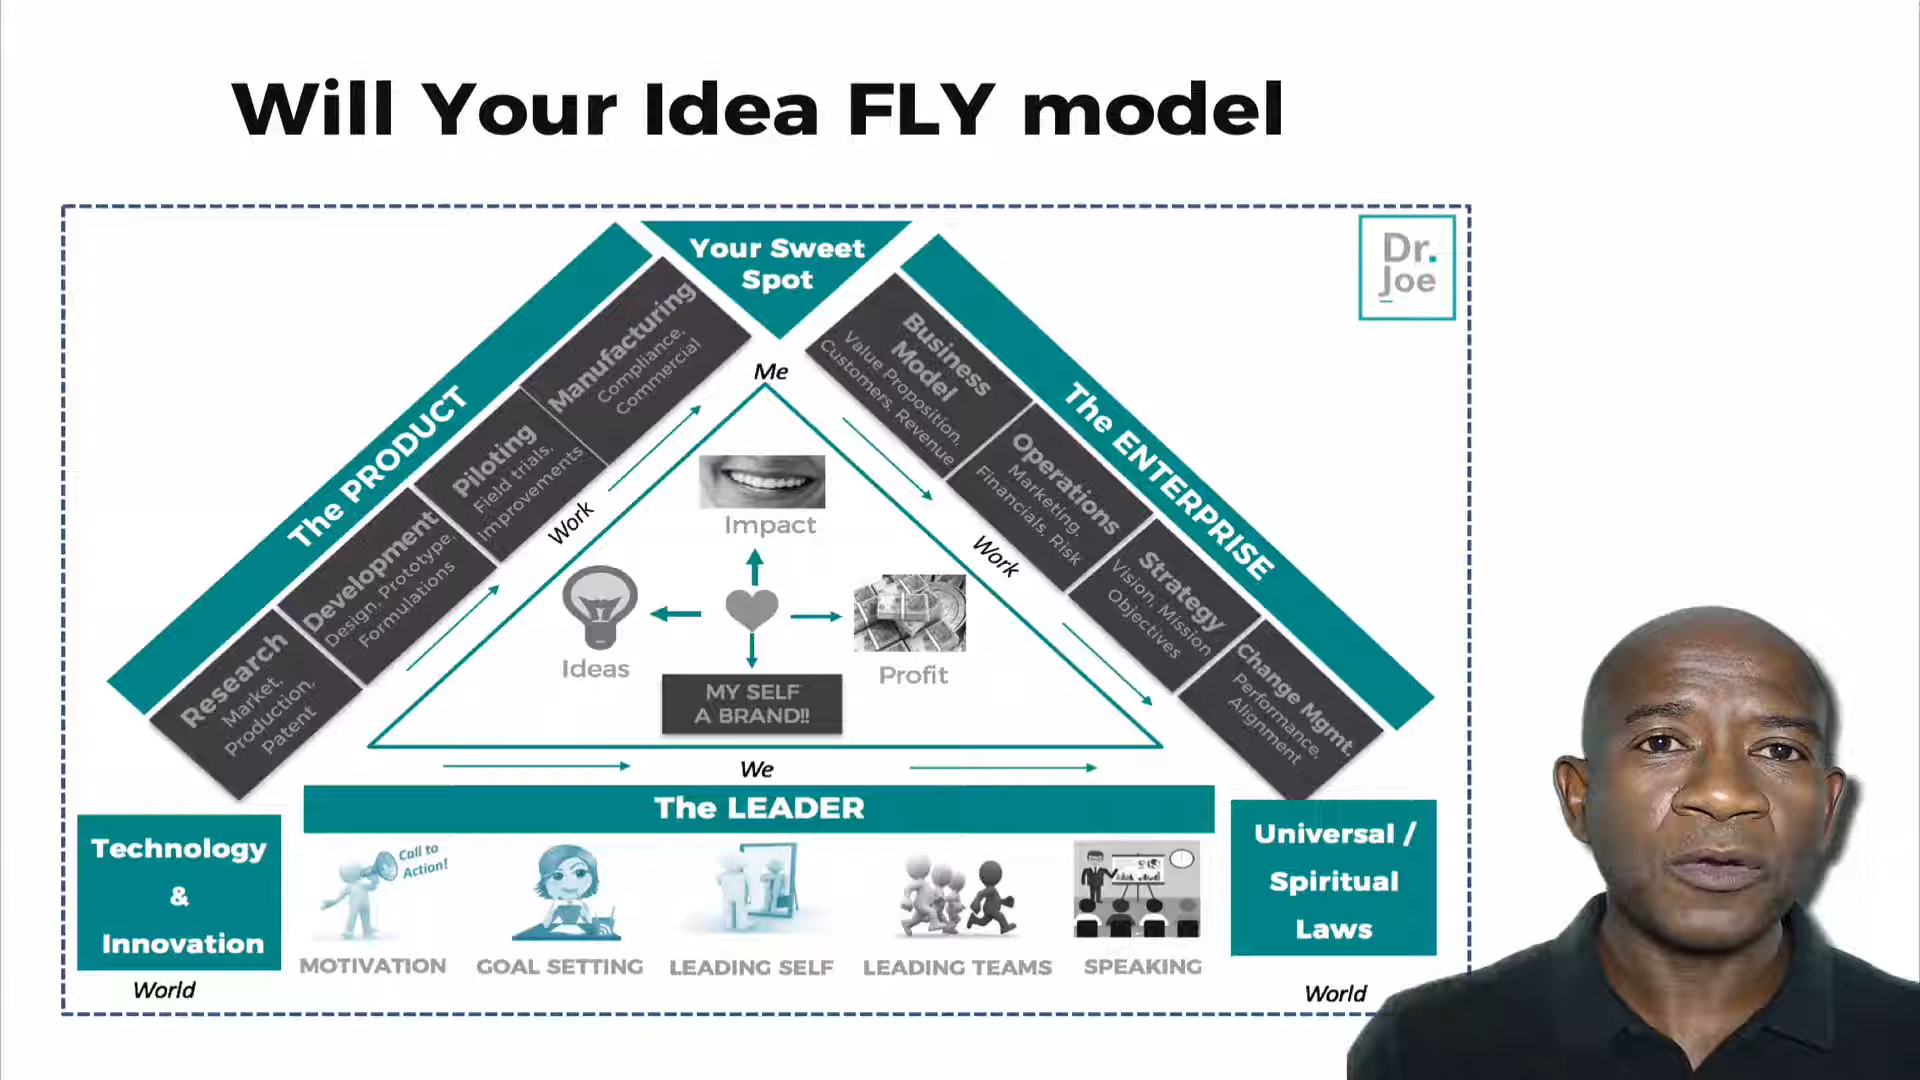 Will Your Idea FLY model
Your Sweet
Spot
Dr.
Joe
The PRODUCT
Manufacturing
Compliance,
Commercial
Piloting
Field trials,
Improvements
Development
Design, Prototype,
Formulations
Research
Market,
Production,
Patent
The ENTERPRISE
Business
Model
Value Proposition,
Customers, Revenue
Operations
Marketing,
Financials, Risk
Strategy
Vision, Mission
Objectives
Change Mgmt.
Performance,
Alignment
Me
Work
Work
Impact
Ideas
Profit
MY SELF
A BRAND!!
We
The LEADER
Technology
&
Innovation
World
Call to
Action!
MOTIVATION
GOAL SETTING
LEADING SELF
LEADING TEAMS
SPEAKING
Universal /
Spiritual
Laws
World